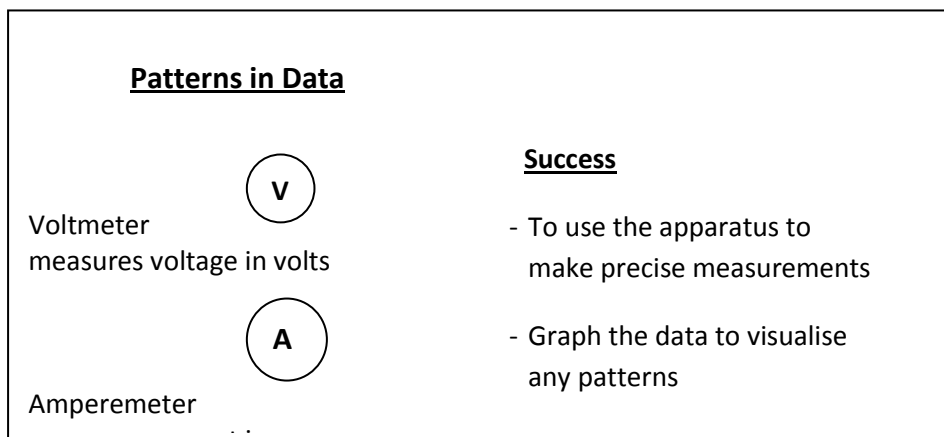 Patterns in Data
V
Voltmeter
measures voltage in volts
A
Amperemeter
Success
- To use the apparatus to
make precise measurements
- Graph the data to visualise
any patterns